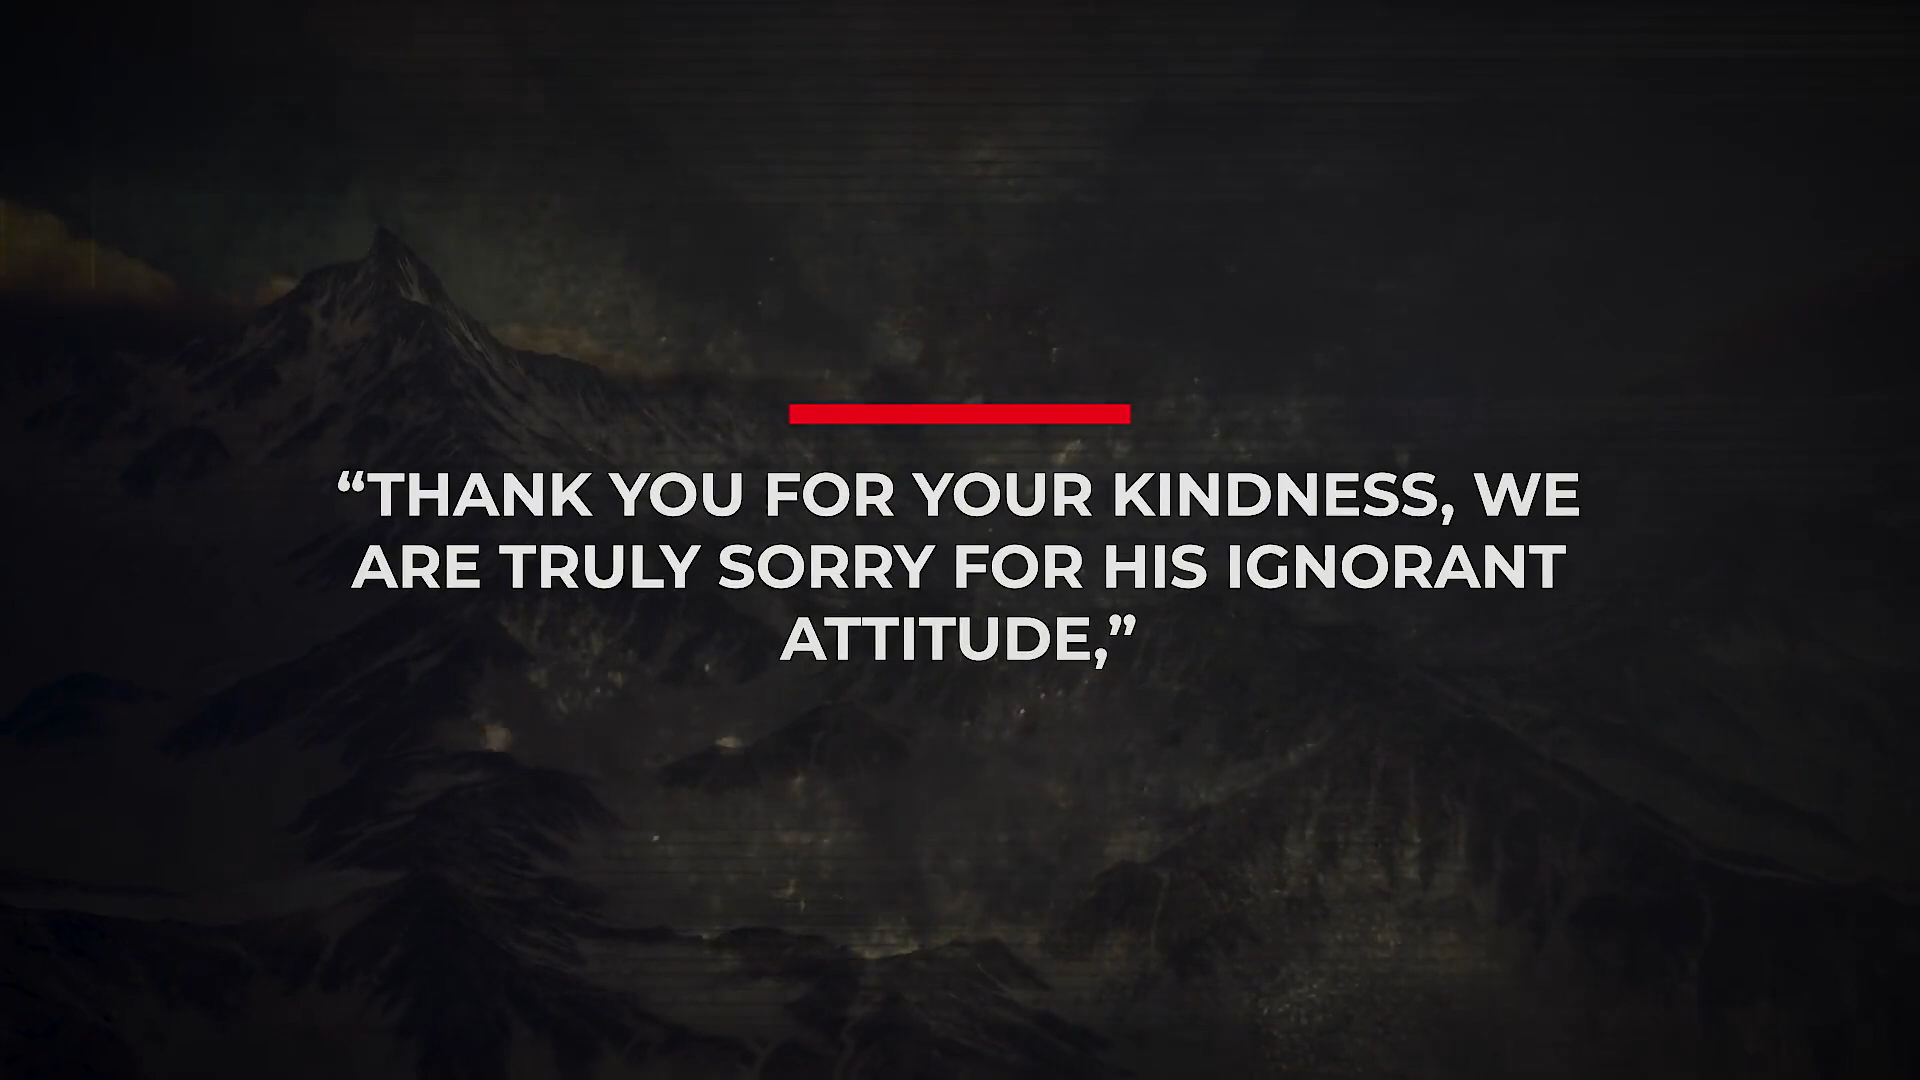 “THANK YOU FOR YOUR KINDNESS, WE
ARE TRULY SORRY FOR HIS IGNORANT
ATTITUDE,”